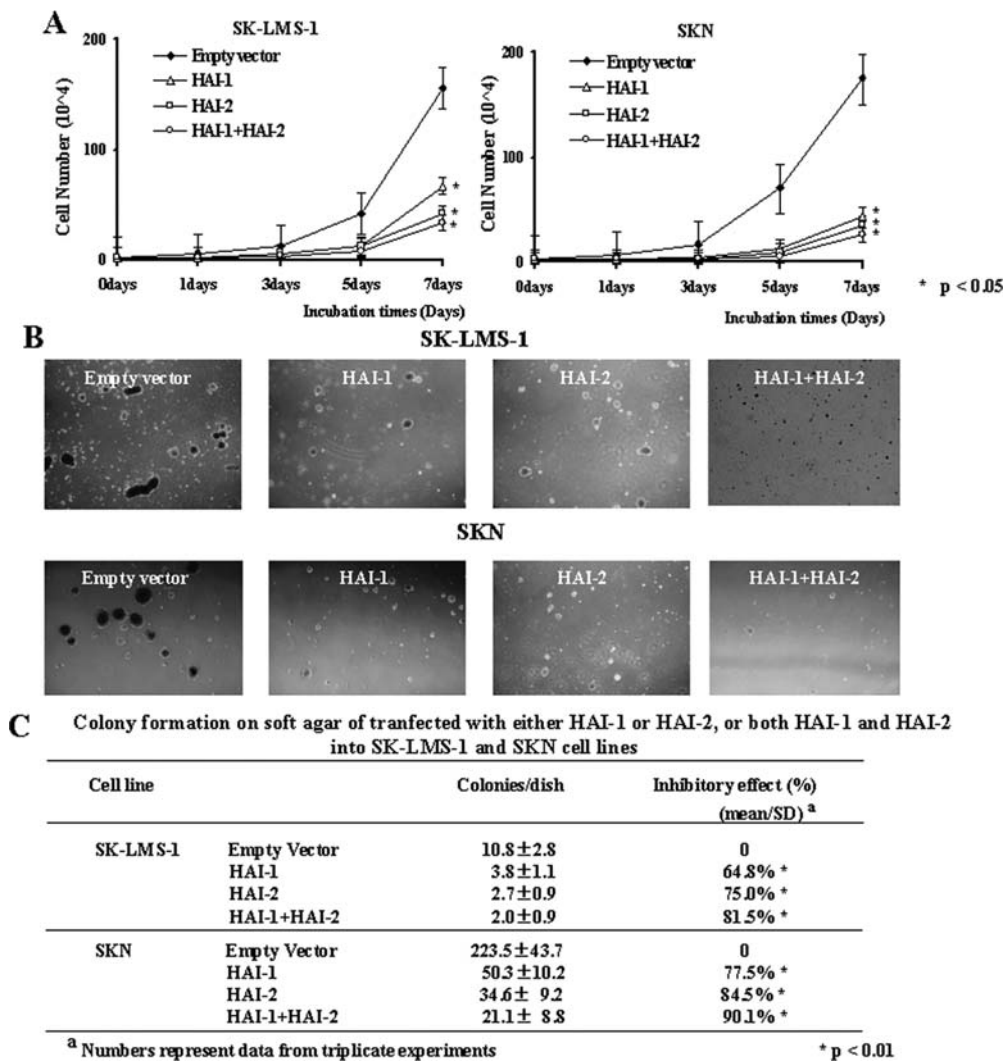 A
SK-LMS-1
Empty vector
HAI-1
HAI-2
HAI-1+HAI-2
Cell Number (10^4)
200
100
0
0days 1days 3days 5days 7days
Incubation times (Days)
*
*
*
SKN
Empty vector
HAI-1
HAI-2
HAI-1+HAI-2
Cell Number (10^4)
200
100
0
0days 1days 3days 5days 7days
Incubation times (Days)
*
*
*
* p < 0.05
B
SK-LMS-1
Empty vector HAI-1 HAI-2 HAI-1+HAI-2
SKN
Empty vector HAI-1 HAI-2 HAI-1+HAI-2
C Colony formation on soft agar of tranfected with either HAI-1 or HAI-2, or both HAI-1 and HAI-2
into SK-LMS-1 and SKN cell lines
Cell line Colonies/dish Inhibitory effect (%)
(mean/SD) a
SK-LMS-1 Empty Vector 10.8±2.8 0
HAI-1 3.8±1.1 64.8% *
HAI-2 2.7±0.9 75.0% *
HAI-1+HAI-2 2.0±0.9 81.5% *
SKN Empty Vector 223.5±43.7 0
HAI-1 50.3±10.2 77.5% *
HAI-2 34.6± 9.2 84.5% *
HAI-1+HAI-2 21.1± 8.8 90.1% *
a Numbers represent data from triplicate experiments * p < 0.01